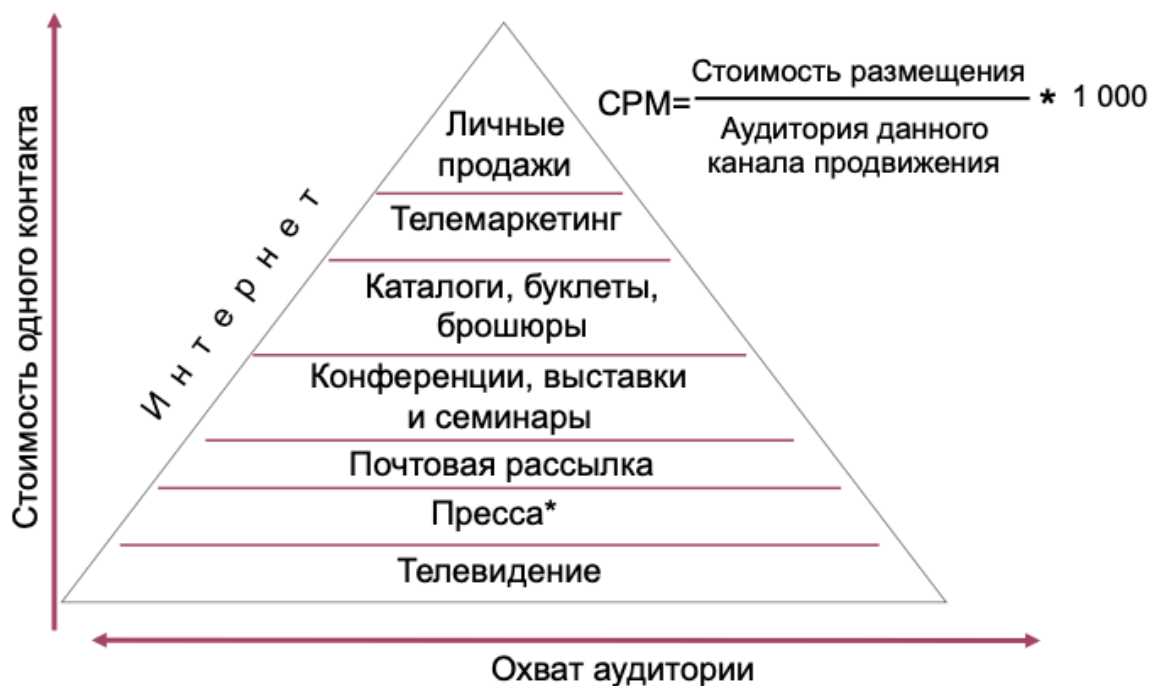 Стоимость размещения
CPM= * 1 000
Аудитория данного
канала продвижения
Стоимость одного контакта
Интернет
Личные
продажи
Телемаркетинг
Каталоги, буклеты,
брошюры
Конференции, выставки
и семинары
Почтовая рассылка
Пресса*
Телевидение
Охват аудитории